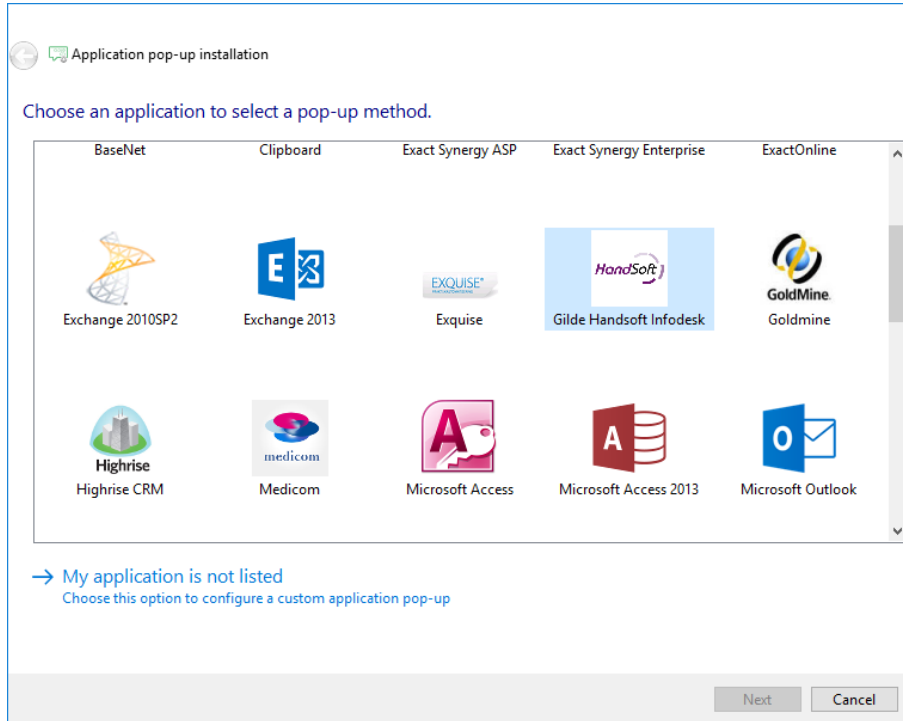 Application pop-up installation
Choose an application to select a pop-up method.
BaseNet Clipboard Exact Synergy ASP Exact Synergy Enterprise ExactOnline
EXQUISE HandSoft GoldMine
Exchange 2010SP2 Exchange 2013 Exquise Gilde Handsoft Infodesk Goldmine
Highrise medicom
Highrise CRM Medicom Microsoft Access Microsoft Access 2013 Microsoft Outlook
My application is not listed
Choose this option to configure a custom application pop-up
Next Cancel